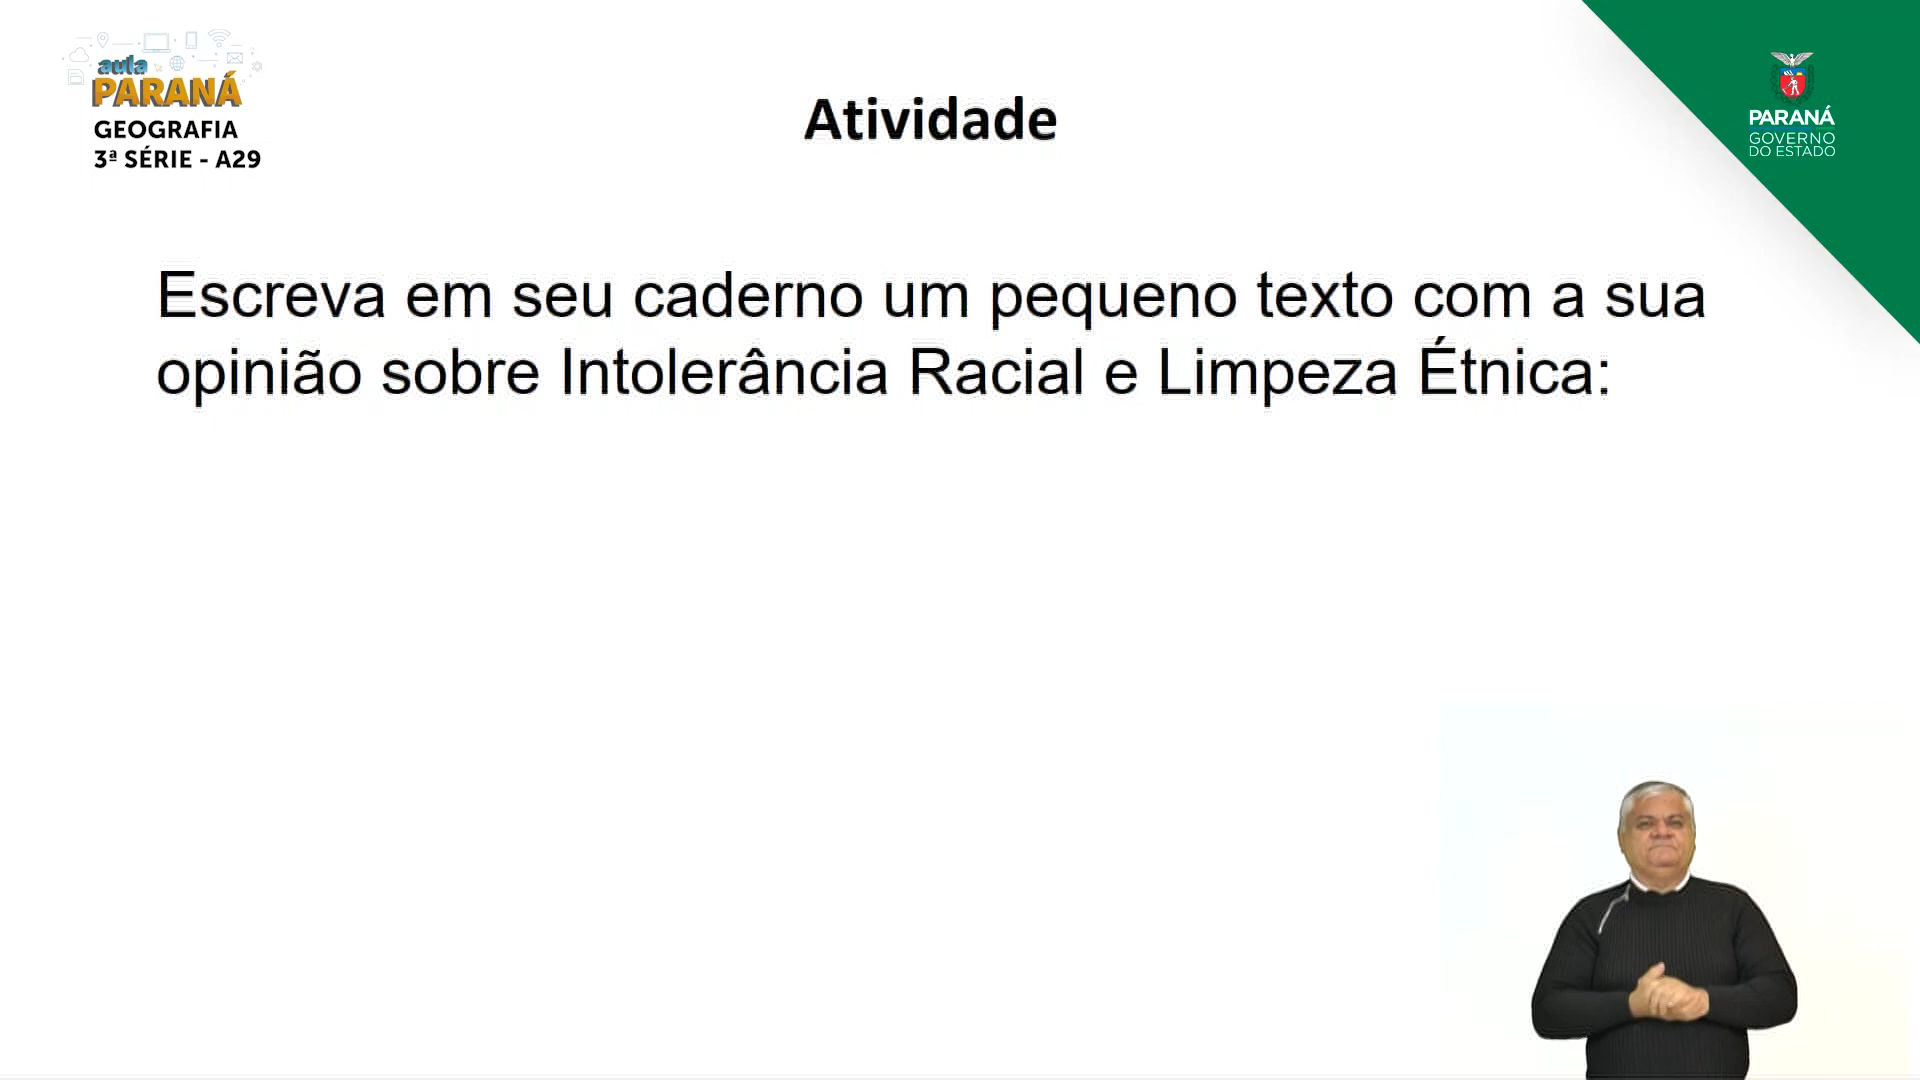 aula
PARANÁ
GEOGRAFIA
3ª SÉRIE - A29
Atividade
PARANÁ
GOVERNO
DO ESTADO
Escreva em seu caderno um pequeno texto com a sua
opinião sobre Intolerância Racial e Limpeza Étnica: